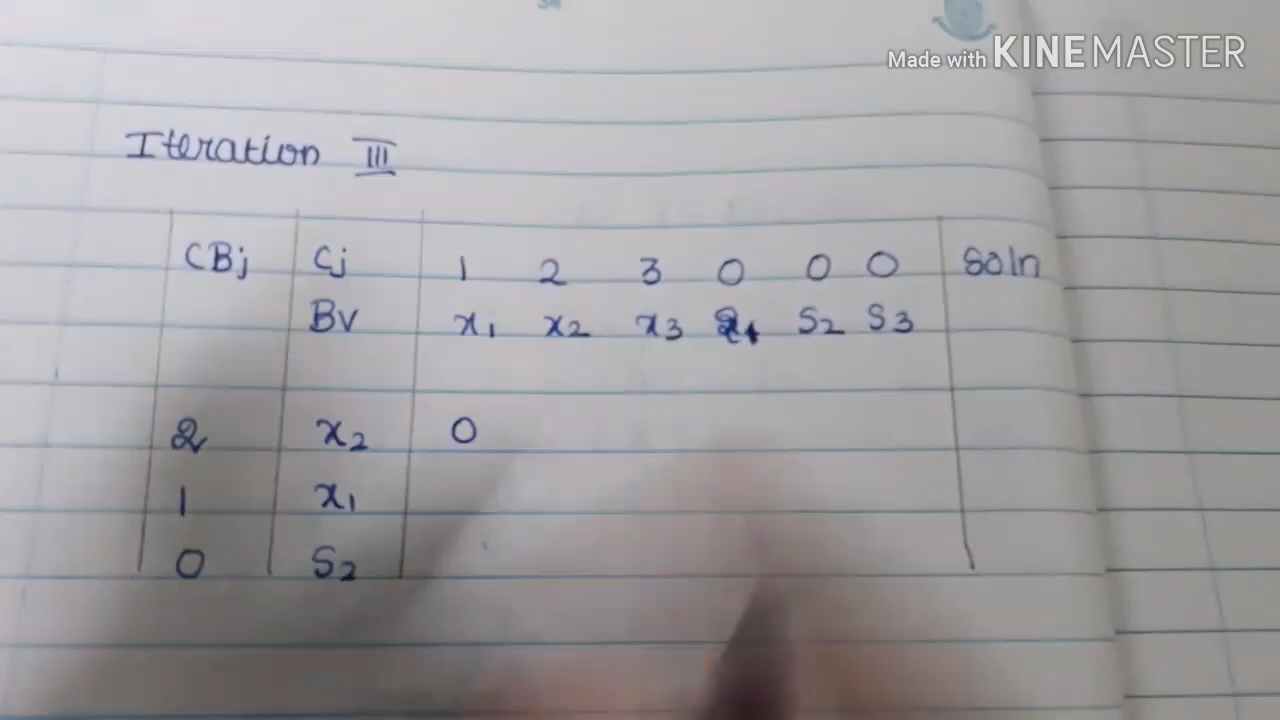 Made with KINEMASTER
Iteration III
CBj Cj 1 2 3 0 0 0 Soln
BV x1 x2 x3 S2 S3
2 x2 0
1 x1
0 S2